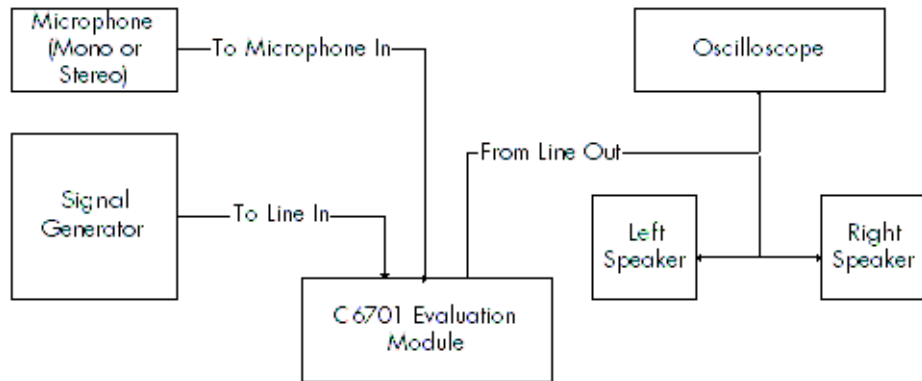 Microphone
(Mono or
Stereo)
To Microphone In
Oscilloscope
From Line Out
Signal
Generator
To Line In
Left
Speaker
Right
Speaker
C6701 Evaluation
Module